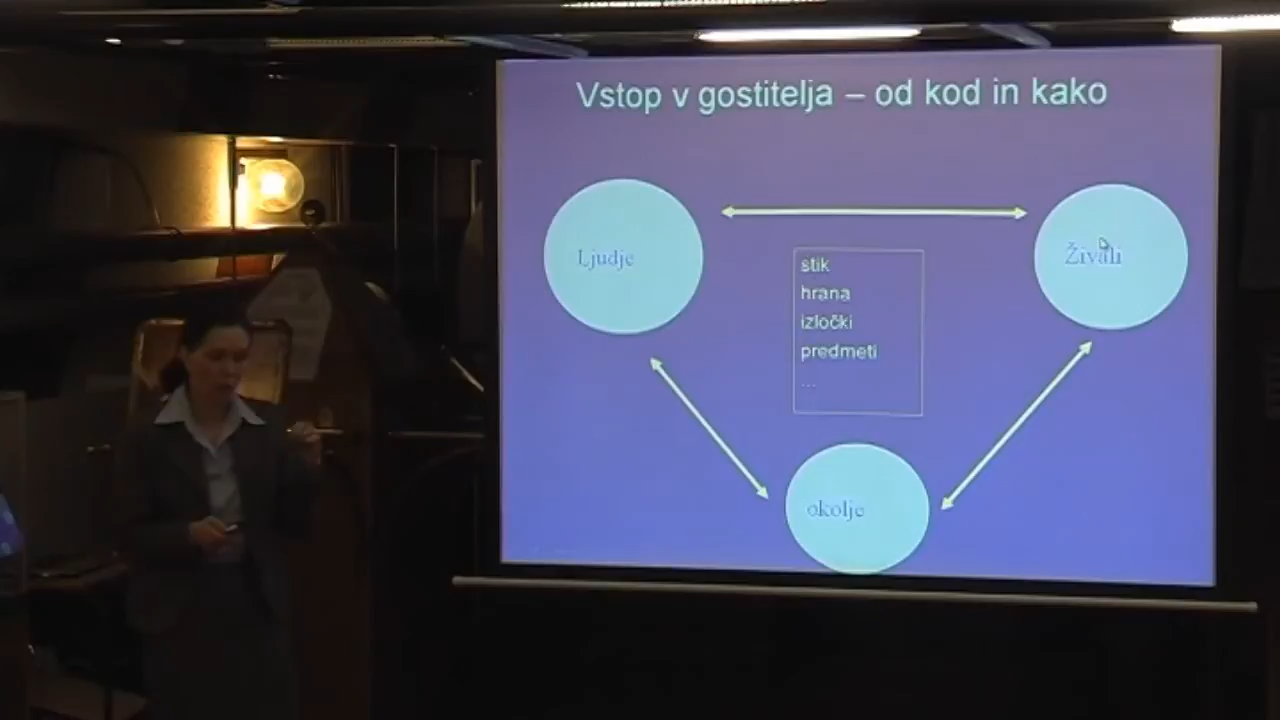 Vstop v gostitelja – od kod in kako
Ljudje
Živali
stik
hrana
izločki
predmeti
...
okolje